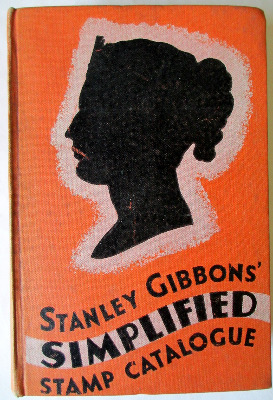 STANLEY GIBBONS'
SIMPLIFIED
STAMP CATALOGUE